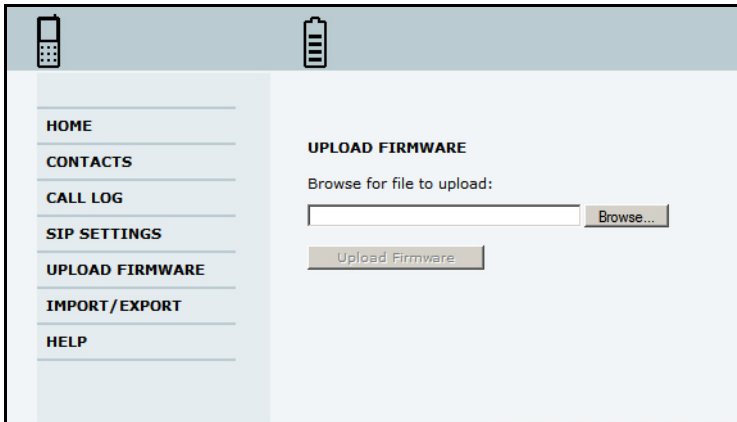 HOME
CONTACTS
CALL LOG
SIP SETTINGS
UPLOAD FIRMWARE
IMPORT/EXPORT
HELP
UPLOAD FIRMWARE
Browse for file to upload:
Browse...
Upload Firmware